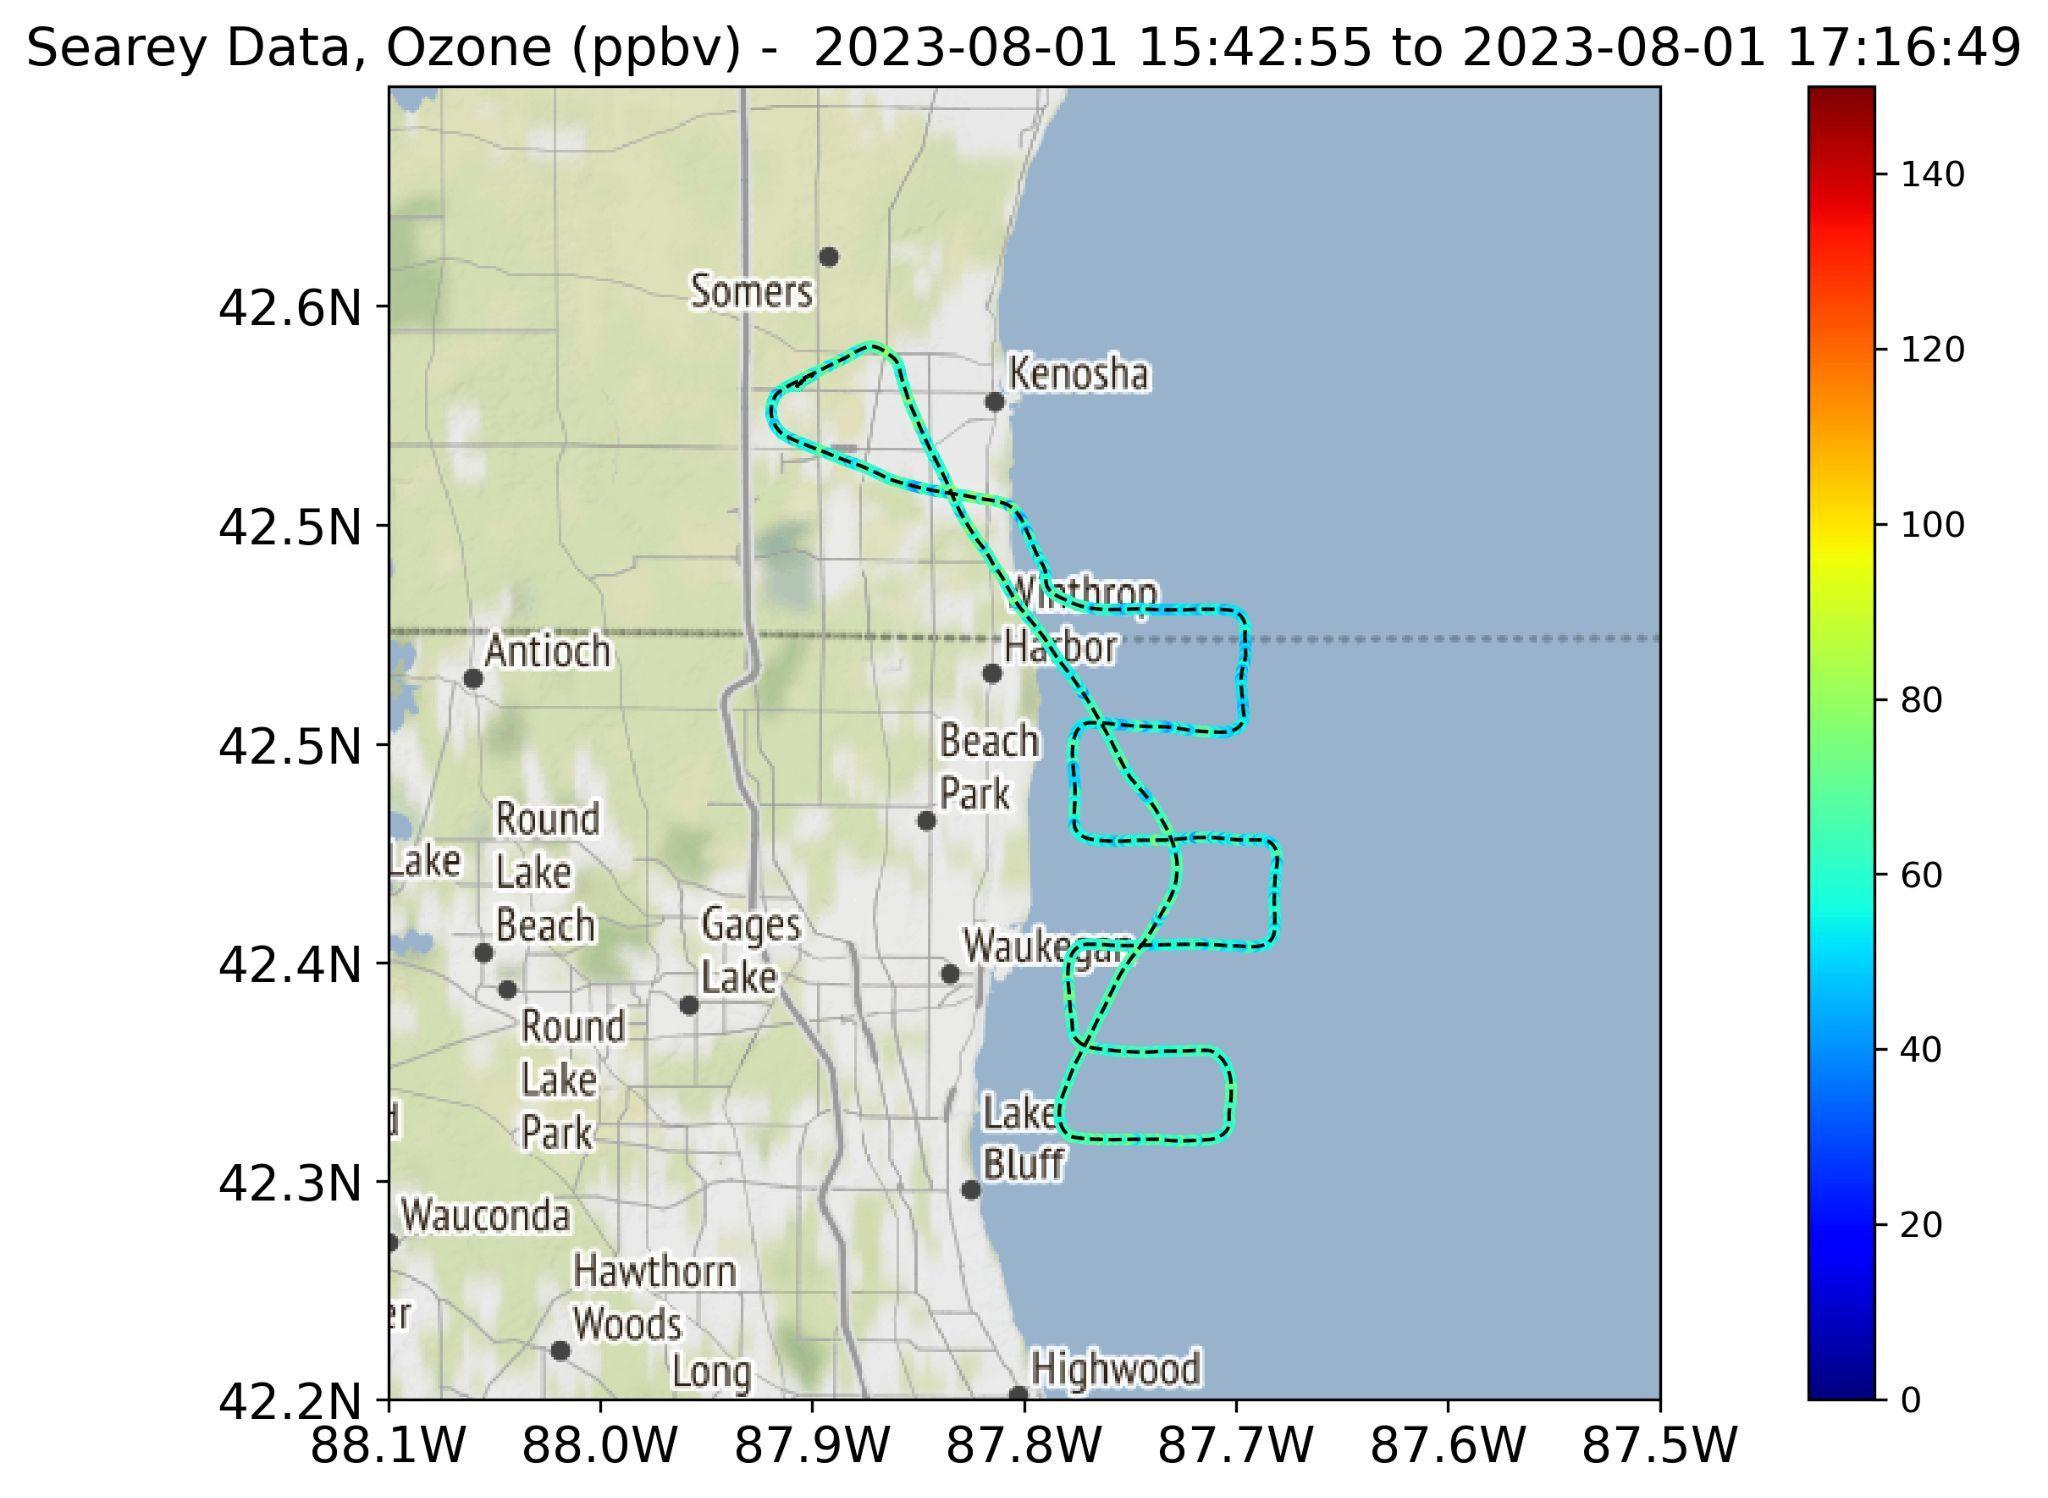 Searey Data, Ozone (ppbv) -  2023-08-01 15:42:55 to 2023-08-01 17:16:49
140
Somers
42.6N
120
Kenosha
42.5N
100
Winthrop
Harbor
Antioch
80
42.5N
Beach
Park
Round
Lake
Beach
Lake
60
Gages
Lake
Waukegan
42.4N
Round
Lake
Park
40
Lake
Bluff
42.3N
Wauconda
20
Hawthorn
Woods
er
Long
Highwood
42.2N
0
88.1W
88.0W
87.9W
87.8W
87.7W
87.6W
87.5W